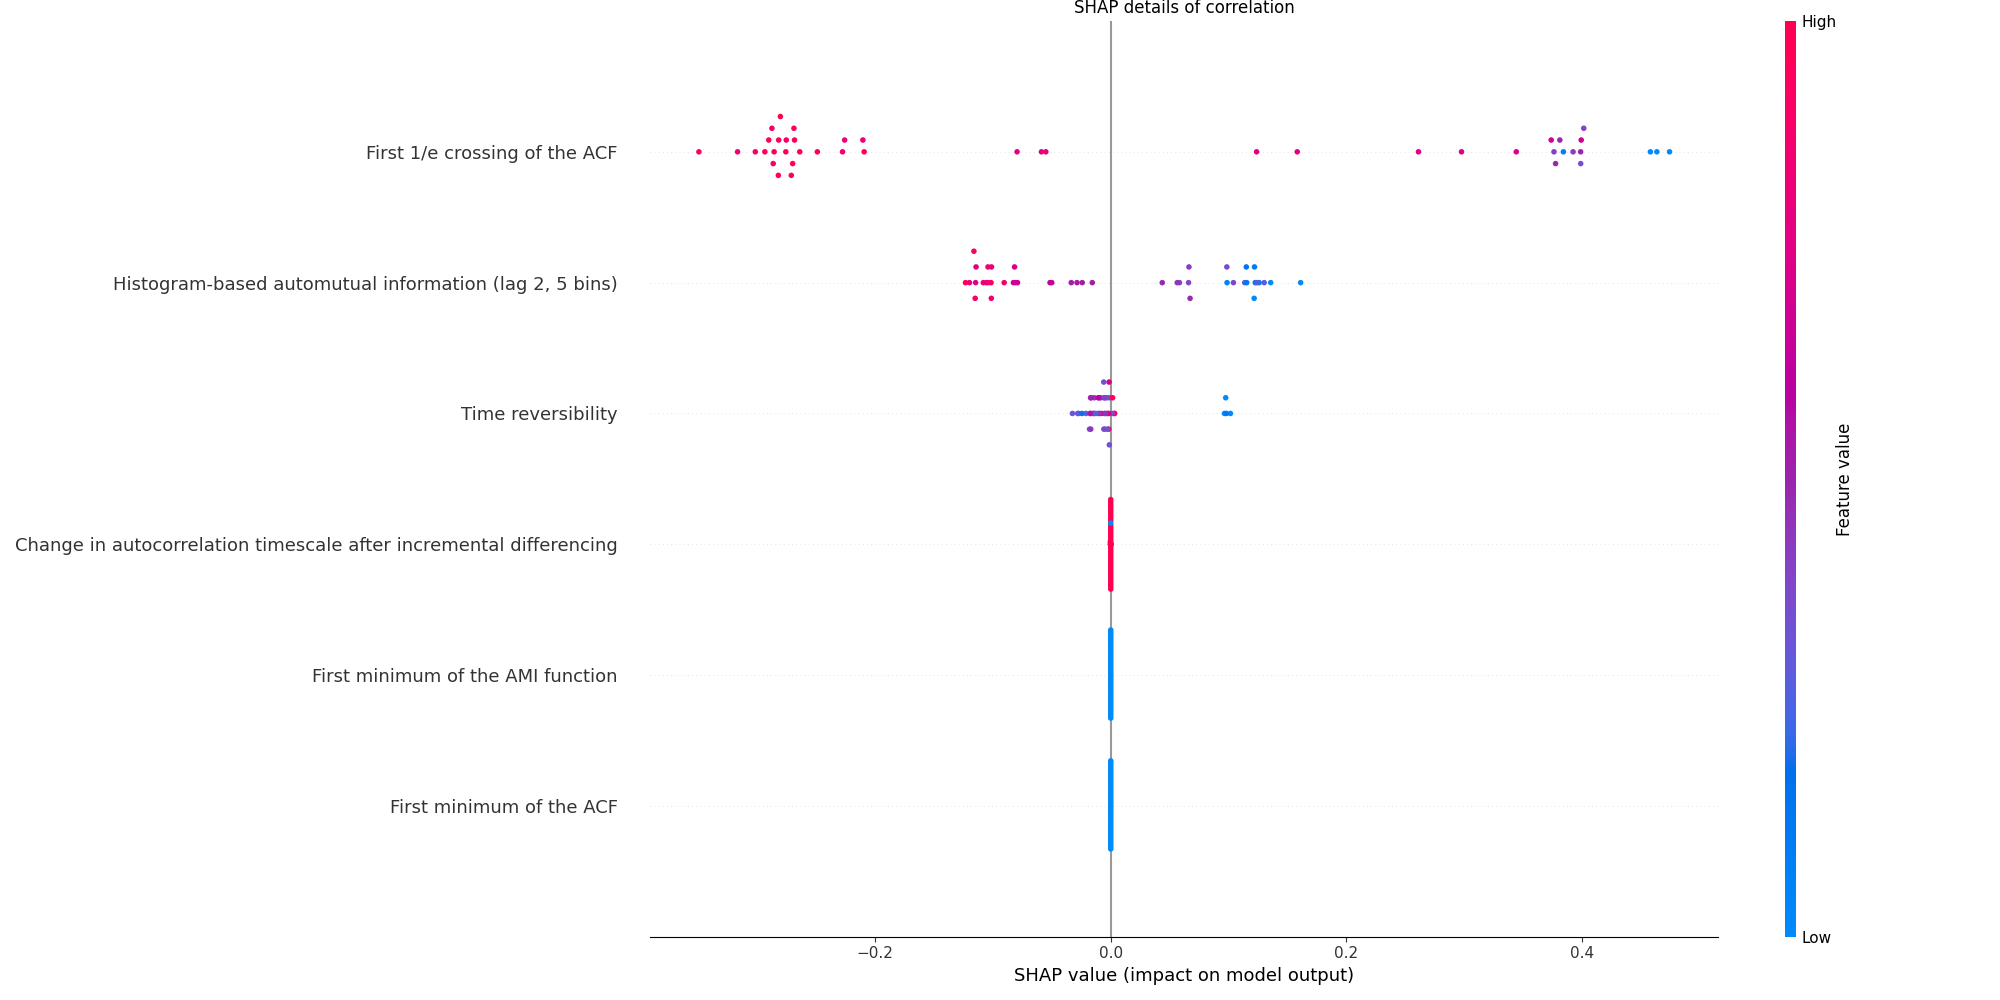 SHAP details of correlation
High
First 1/e crossing of the ACF
Histogram-based automutual information (lag 2, 5 bins)
Time reversibility
Change in autocorrelation timescale after incremental differencing
First minimum of the AMI function
First minimum of the ACF
Feature value
Low
−0.2 0.0 0.2 0.4
SHAP value (impact on model output)